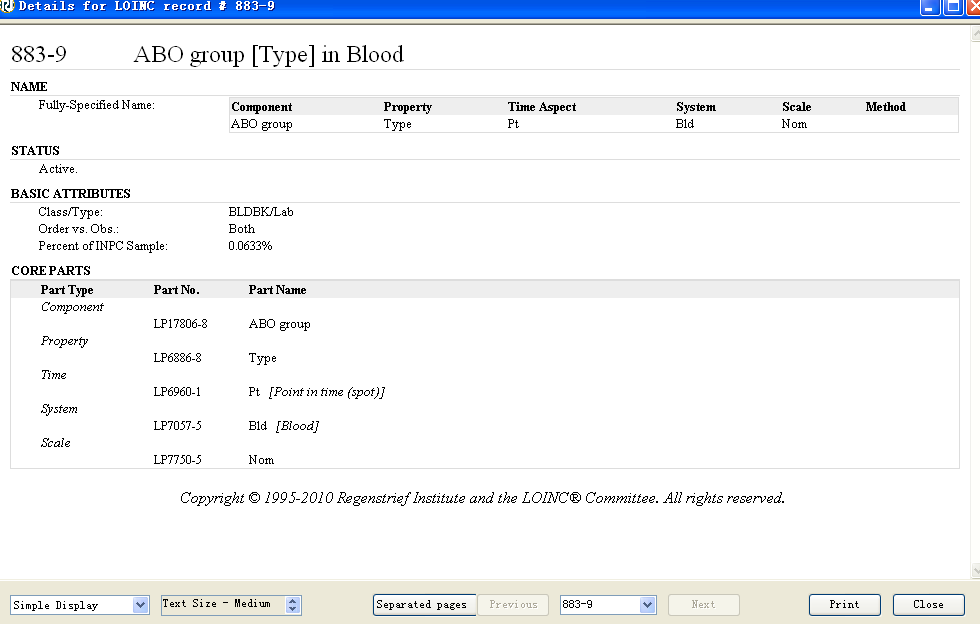 Details for LOINC record # 883-9
883-9 ABO group [Type] in Blood
NAME
Fully-Specified Name: Component Property Time Aspect System Scale Method
ABO group Type Pt Bld Nom
STATUS
Active.
BASIC ATTRIBUTES
Class/Type: BLDBK/Lab
Order vs. Obs.: Both
Percent of INPC Sample: 0.0633%
CORE PARTS
Part Type Part No. Part Name
Component
LP17806-8 ABO group
Property
LP6886-8 Type
Time
LP6960-1 Pt [Point in time (spot)]
System
LP7057-5 Bld [Blood]
Scale
LP7750-5 Nom
Copyright © 1995-2010 Regenstrief Institute and the LOINC® Committee. All rights reserved.
Simple Display Text Size - Medium Separated pages Previous 883-9 Next Print Close